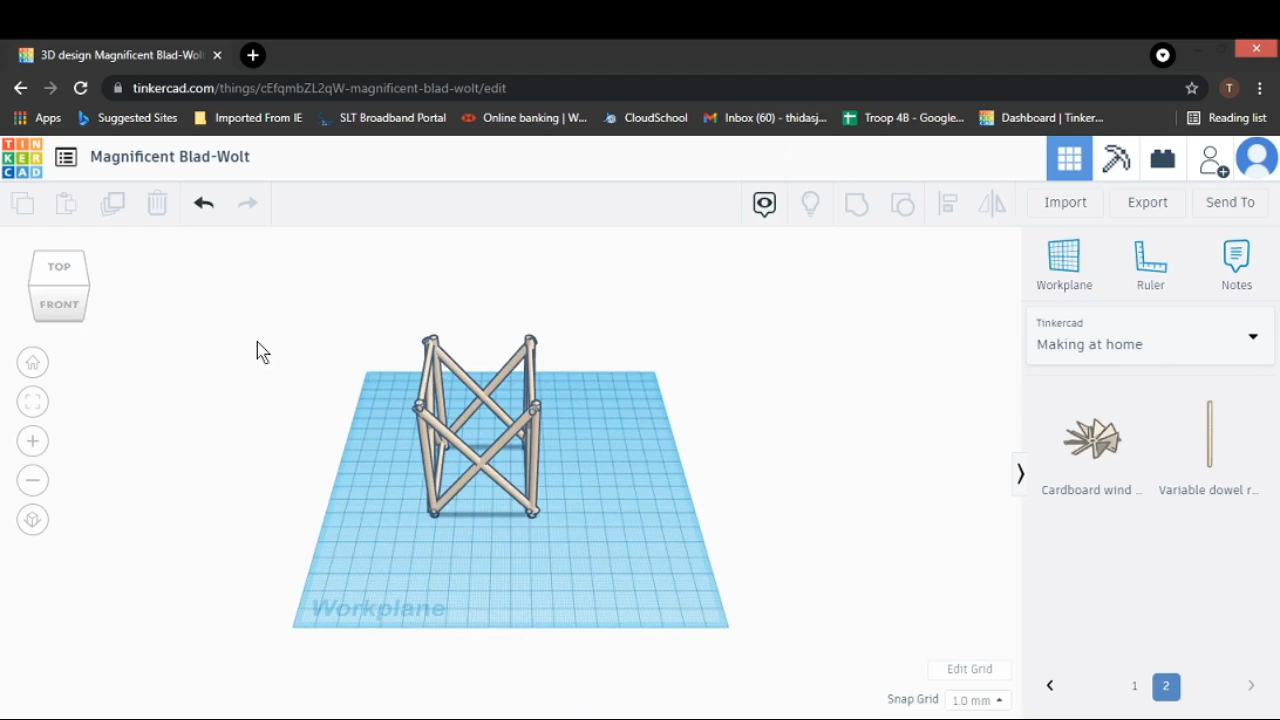 3D design Magnificent Blad-Wol
tinkercad.com/things/cEfqmbZL2qW-magnificent-blad-wolt/edit
T
Apps Suggested Sites Imported From IE SLT Broadband Portal Online banking | W... CloudSchool Inbox (60) - thidasj... Troop 4B - Google... Dashboard | Tinker... Reading list
TIN
KER
CAD
Magnificent Blad-Wolt
Import Export Send To
TOP
FRONT
Workplane Ruler Notes
Tinkercad
Making at home
Cardboard wind ... Variable dowel r...
Workplane
Edit Grid
Snap Grid 1.0 mm
1 2